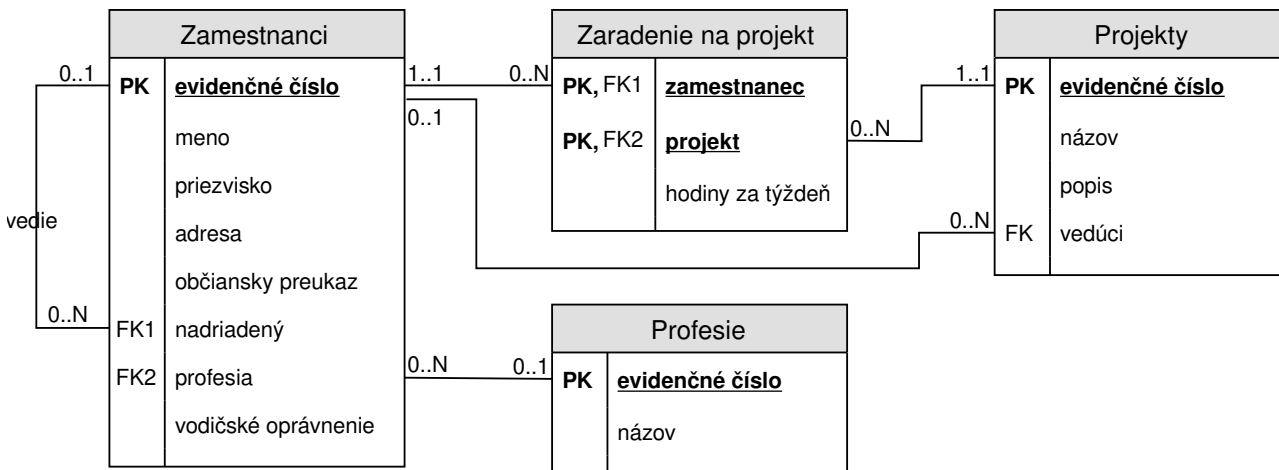 Zamestnanci
PK evidenčné číslo
meno
priezvisko
adresa
občiansky preukaz
FK1 nadriadený
FK2 profesia
vodičské oprávnenie
0..1
vedie
0..N
1..1
0..N
0..1
Zaradenie na projekt
PK, FK1 zamestnanec
PK, FK2 projekt
hodiny za týždeň
0..N
1..1
0..N
Projekty
PK evidenčné číslo
názov
popis
FK vedúci
0..N
0..1
Profesie
PK evidenčné číslo
názov